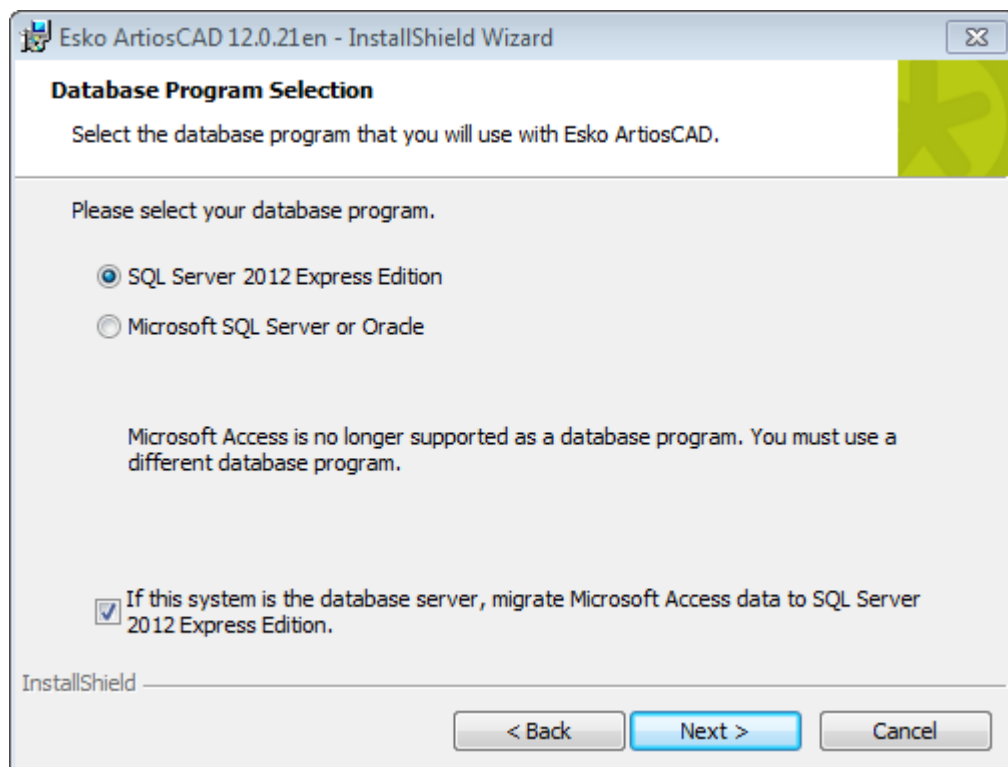 Esko ArtiosCAD 12.0.21en - InstallShield Wizard
Database Program Selection
Select the database program that you will use with Esko ArtiosCAD.
Please select your database program.
SQL Server 2012 Express Edition
Microsoft SQL Server or Oracle
Microsoft Access is no longer supported as a database program. You must use a
different database program.
If this system is the database server, migrate Microsoft Access data to SQL Server
2012 Express Edition.
InstallShield
< Back
Next >
Cancel